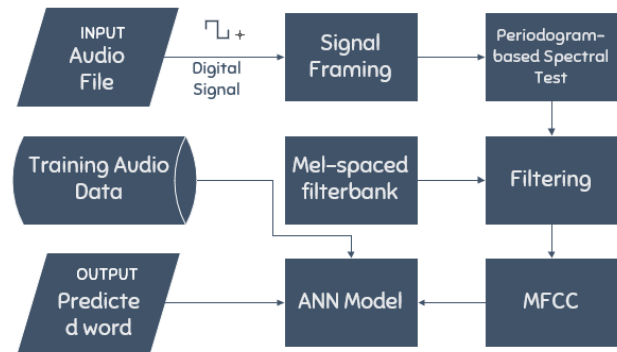 INPUT
Audio
File
Digital
Signal
Signal
Framing
Periodogram-
based Spectral
Test
Training Audio
Data
Mel-spaced
filterbank
Filtering
OUTPUT
Predicte
d word
ANN Model
MFCC